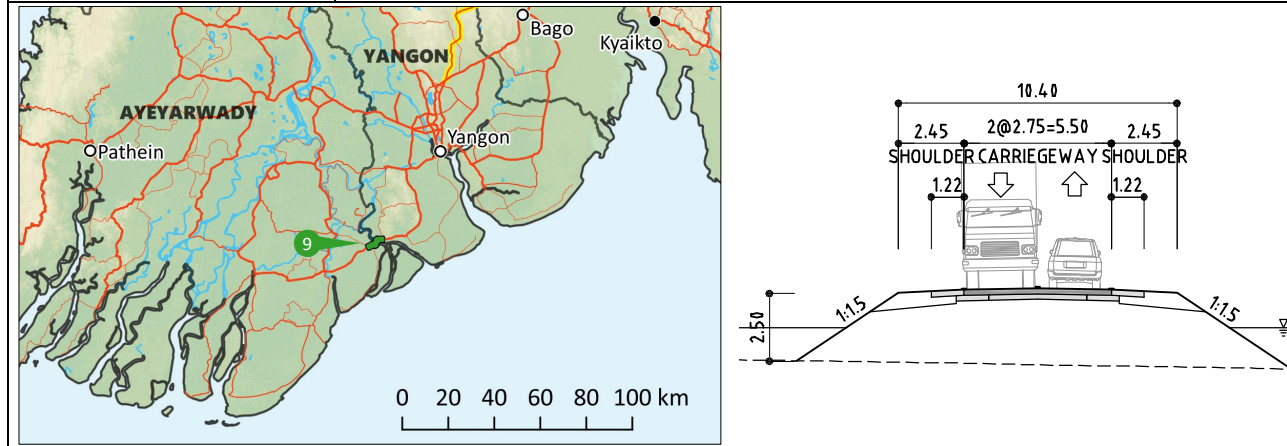 Bago
Kyaikto
YANGON
AYEYARWADY
Pathein
Yangon
9
0 20 40 60 80 100 km
10.40
2.45 2@2.75=5.50 2.45
SHOULDER CARRIEGEWAY SHOULDER
1.22 1.22
1:1.5 1:1.5
2.50